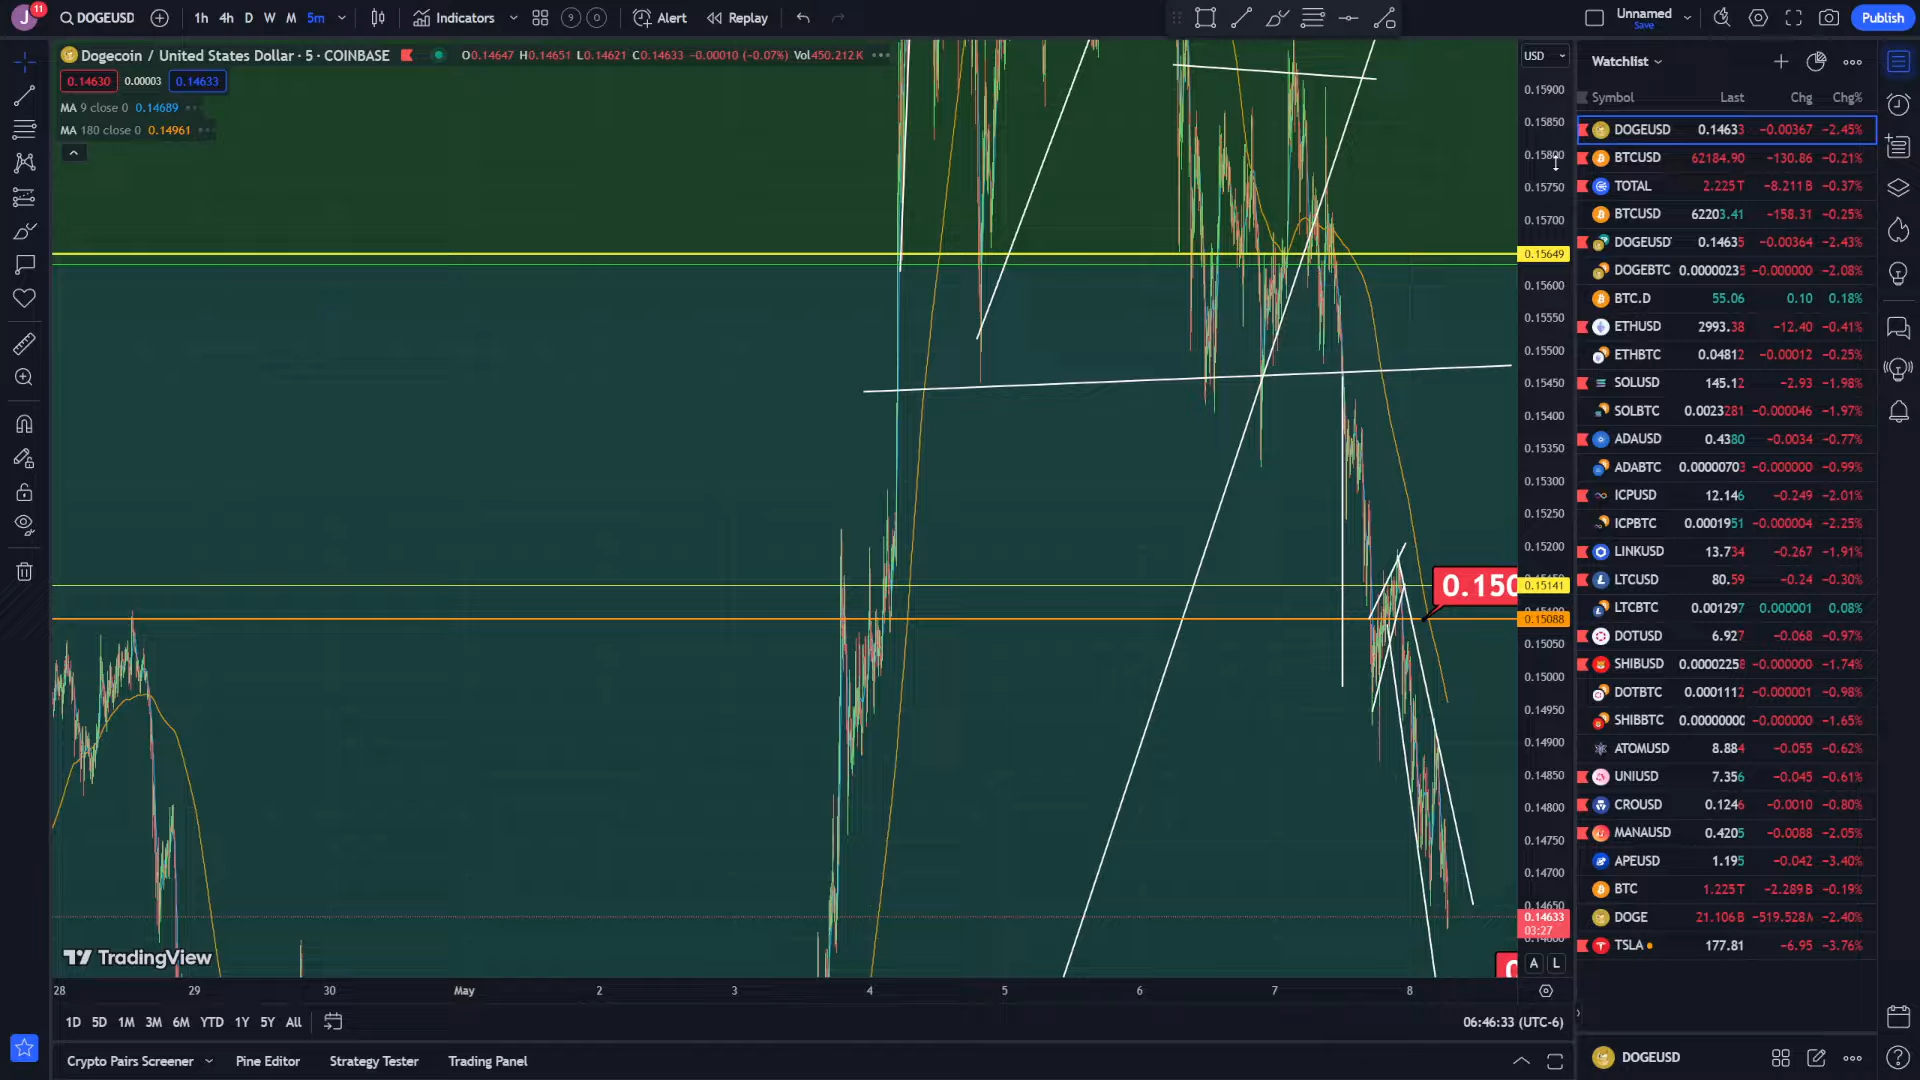 J 11 DOGEUSD 1h 4h D W M 5m Indicators Alert Replay Unnamed Save Publish
Dogecoin / United States Dollar · 5 · COINBASE O0.14647 H0.14651 L0.14621 C0.14633 −0.00010 (−0.07%) Vol450.212K
0.14630 0.00003 0.14633
MA 9 close 0 0.14689
MA 180 close 0 0.14961
USD
0.15900
0.15850
0.15800
0.15750
0.15700
0.15649
0.15600
0.15550
0.15500
0.15450
0.15400
0.15350
0.15300
0.15250
0.15200
0.150
0.15141
0.15088
0.15050
0.15000
0.14950
0.14900
0.14850
0.14800
0.14750
0.14700
0.14650
0.14633
03:27
A L
TradingView
28 29 30 May 2 3 4 5 6 7 8
1D 5D 1M 3M 6M YTD 1Y 5Y All 06:46:33 (UTC-6)
Crypto Pairs Screener Pine Editor Strategy Tester Trading Panel
Watchlist
Symbol Last Chg Chg%
DOGEUSD 0.14633 −0.00367 −2.45%
BTCUSD 62184.90 −130.86 −0.21%
TOTAL 2.225T −8.211B −0.37%
BTCUSD 62203.41 −158.31 −0.25%
DOGEUSD 0.14635 −0.00364 −2.43%
DOGEBTC 0.00000235 −0.000000 −2.08%
BTC.D 55.06 0.10 0.18%
ETHUSD 2993.38 −12.40 −0.41%
ETHBTC 0.04812 −0.00012 −0.25%
SOLUSD 145.12 −2.93 −1.98%
SOLBTC 0.0023281 −0.000046 −1.97%
ADAUSD 0.4380 −0.0034 −0.77%
ADABTC 0.00000703 −0.000000 −0.99%
ICPUSD 12.146 −0.249 −2.01%
ICPBTC 0.0001951 −0.000004 −2.25%
LINKUSD 13.734 −0.267 −1.91%
LTCUSD 80.59 −0.24 −0.30%
LTCBTC 0.001297 0.000001 0.08%
DOTUSD 6.927 −0.068 −0.97%
SHIBUSD 0.00002258 −0.000000 −1.74%
DOTBTC 0.0001112 −0.000001 −0.98%
SHIBBTC 0.00000000 −0.000000 −1.65%
ATOMUSD 8.884 −0.055 −0.62%
UNIUSD 7.356 −0.045 −0.61%
CROUSD 0.1246 −0.0010 −0.80%
MANAUSD 0.4205 −0.0088 −2.05%
APEUSD 1.195 −0.042 −3.40%
BTC 1.225T −2.289B −0.19%
DOGE 21.106B −519.528M −2.40%
TSLA 177.81 −6.95 −3.76%
DOGEUSD